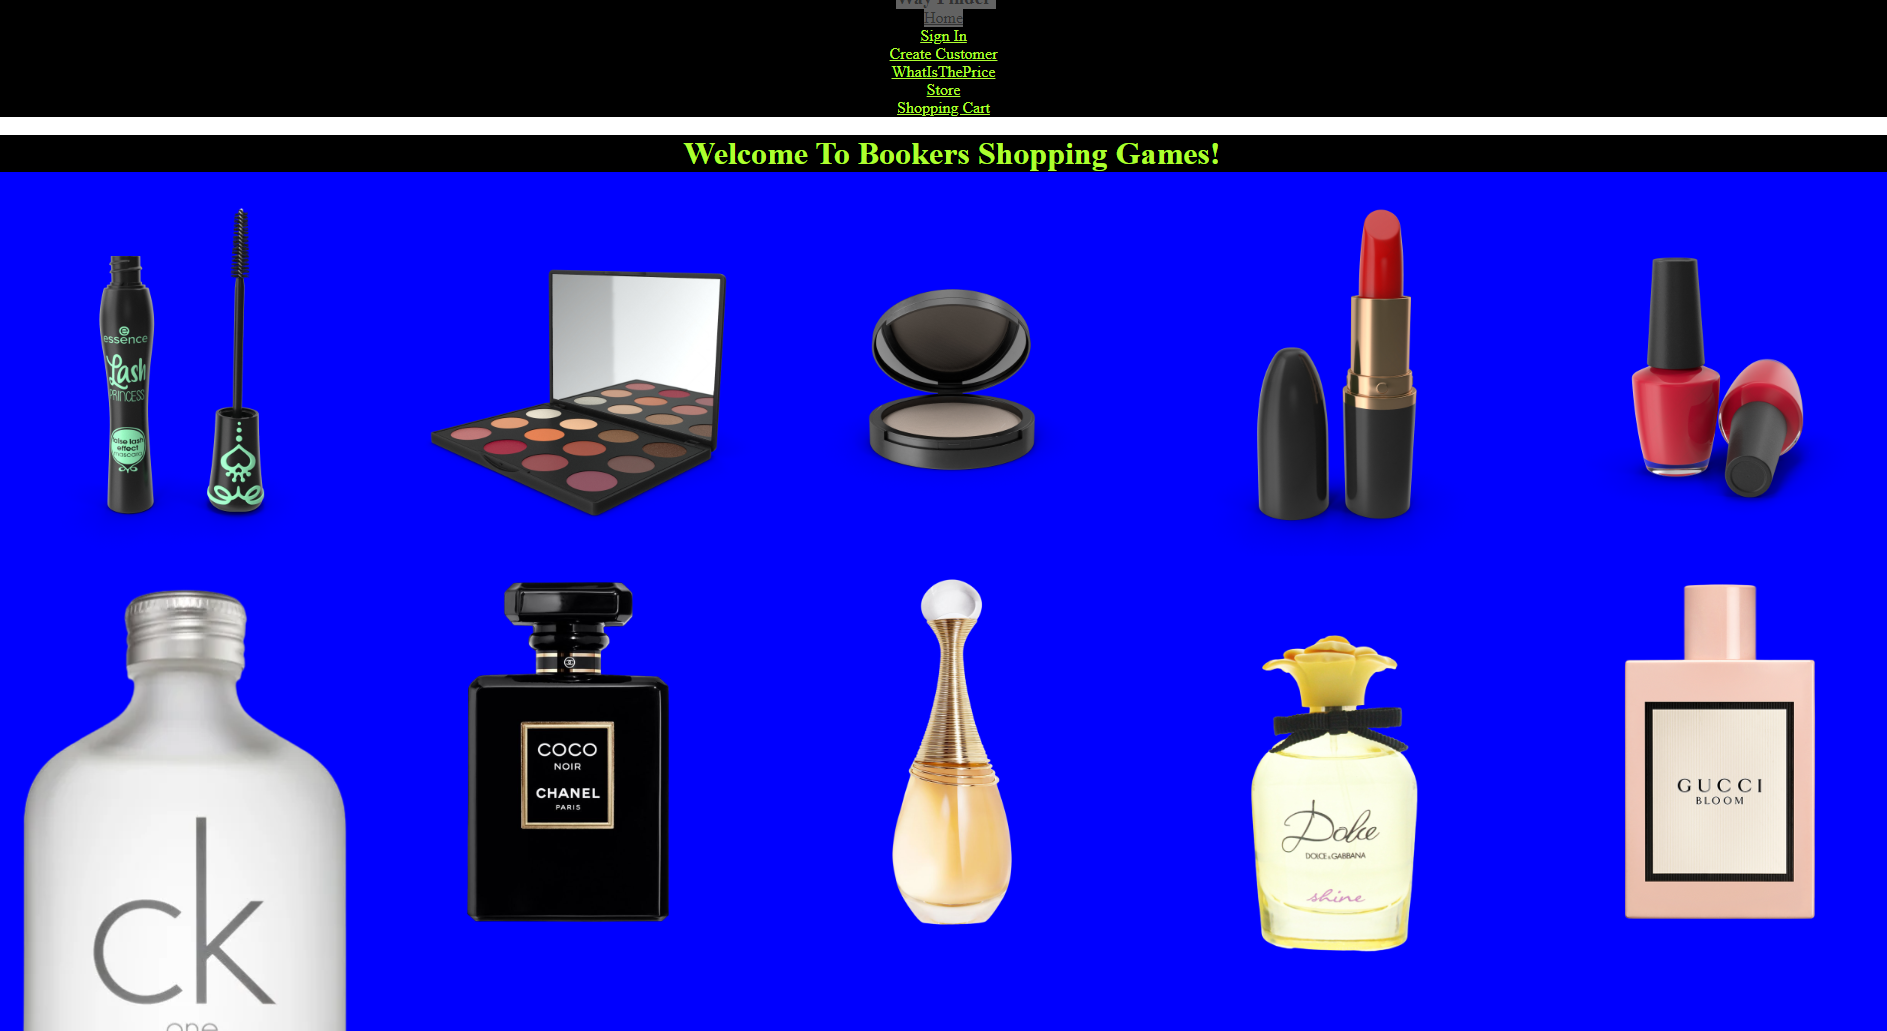 Way Finder
Home
Sign In
Create Customer
WhatIsThePrice
Store
Shopping Cart
Welcome To Bookers Shopping Games!
essence
Lash
PRINCESS
false lash
effect
mascara
COCO
NOIR
CHANEL
PARIS
Dolce
DOLCE & GABBANA
shine
GUCCI
BLOOM
ck
one